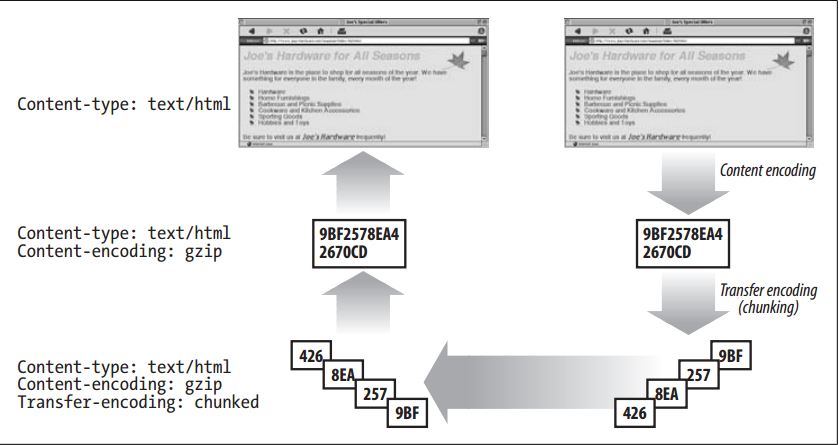 Joe's Special Offers
Joe's Special Offers
Joe's Hardware for All Seasons
Joe's Hardware is the place to shop for all seasons of the year. We have
something for everyone in the family, every month of the year!
Hardware
Home Furnishings
Barbecue and Picnic Supplies
Cookware and Kitchen Accessories
Sporting Goods
Hobbies and Toys
Be sure to visit us at Joe's Hardware frequently!
Joe's Hardware for All Seasons
Joe's Hardware is the place to shop for all seasons of the year. We have
something for everyone in the family, every month of the year!
Hardware
Home Furnishings
Barbecue and Picnic Supplies
Cookware and Kitchen Accessories
Sporting Goods
Hobbies and Toys
Be sure to visit us at Joe's Hardware frequently!
Content-type: text/html
Content encoding
Content-type: text/html
Content-encoding: gzip
9BF2578EA4
2670CD
9BF2578EA4
2670CD
Transfer encoding
(chunking)
Content-type: text/html
Content-encoding: gzip
Transfer-encoding: chunked
426
8EA
257
9BF
9BF
257
8EA
426